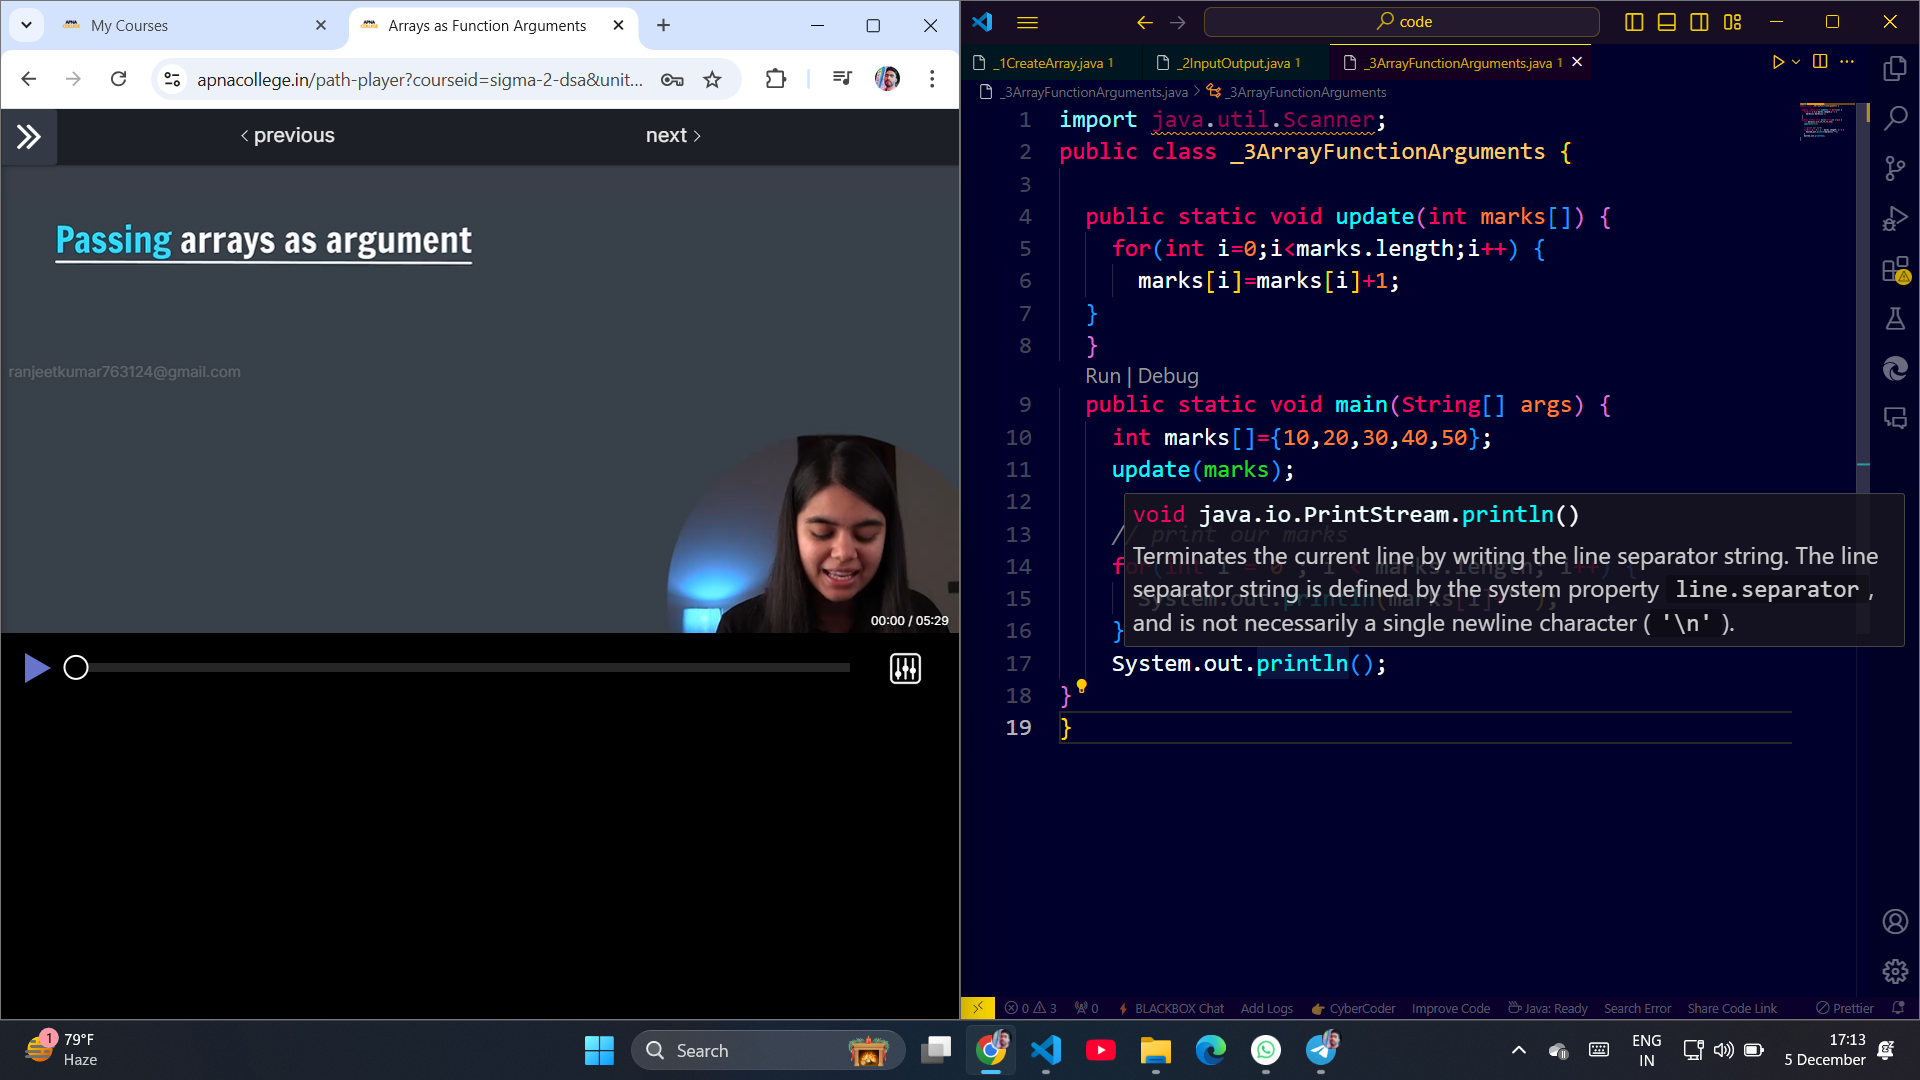 My Courses
Arrays as Function Arguments
apnacollege.in/path-player?courseid=sigma-2-dsa&unit...
previous
next
Passing arrays as argument
ranjeetkumar763124@gmail.com
00:00 / 05:29
code
_1CreateArray.java 1
_2InputOutput.java 1
_3ArrayFunctionArguments.java 1
_3ArrayFunctionArguments.java > _3ArrayFunctionArguments
1 import java.util.Scanner;
2 public class _3ArrayFunctionArguments {
3
4 public static void update(int marks[]) {
5 for(int i=0;i<marks.length;i++) {
6 marks[i]=marks[i]+1;
7 }
8 }
Run | Debug
9 public static void main(String[] args) {
10 int marks[]={10,20,30,40,50};
11 update(marks);
12
void java.io.PrintStream.println()
13 // print our marks
Terminates the current line by writing the line separator string. The line
14 for(int i = 0 ; i < marks.length; i++) {
separator string is defined by the system property line.separator ,
15 System.out.println(marks[i]
and is not necessarily a single newline character ( '\n' ).
16 }
17 System.out.println();
18 }
19 }
0 3
0
BLACKBOX Chat
Add Logs
CyberCoder
Improve Code
Java: Ready
Search Error
Share Code Link
Prettier
1
79°F
Haze
Search
ENG
IN
17:13
5 December